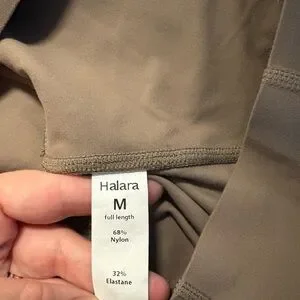 Halara
M
full length
68%
Nylon
32%
Elastane